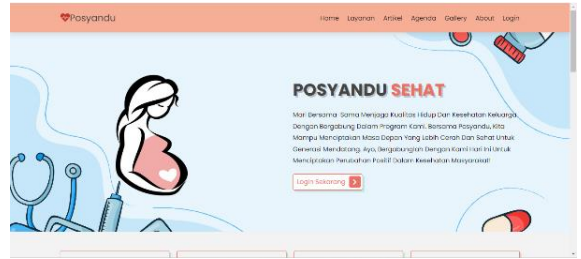 Posyandu
Home Layanan Artikel Agenda Gallery About Login
POSYANDU SEHAT
Mari Bersama Sama Menjaga Kualitas Hidup Dan Kesehatan Keluarga
Dengan Bergabung Dalam Program Kami. Bersama Posyandu, Kita
Mampu Menciptakan Masa Depan Yang Lebih Cerah Dan Sehat Untuk
Generasi Mendatang. Ayo, Bergabunglah Dengan Kami Hari Ini Untuk
Menciptakan Perubahan Positif Dalam Kesehatan Masyarakat!
Login Sekarang